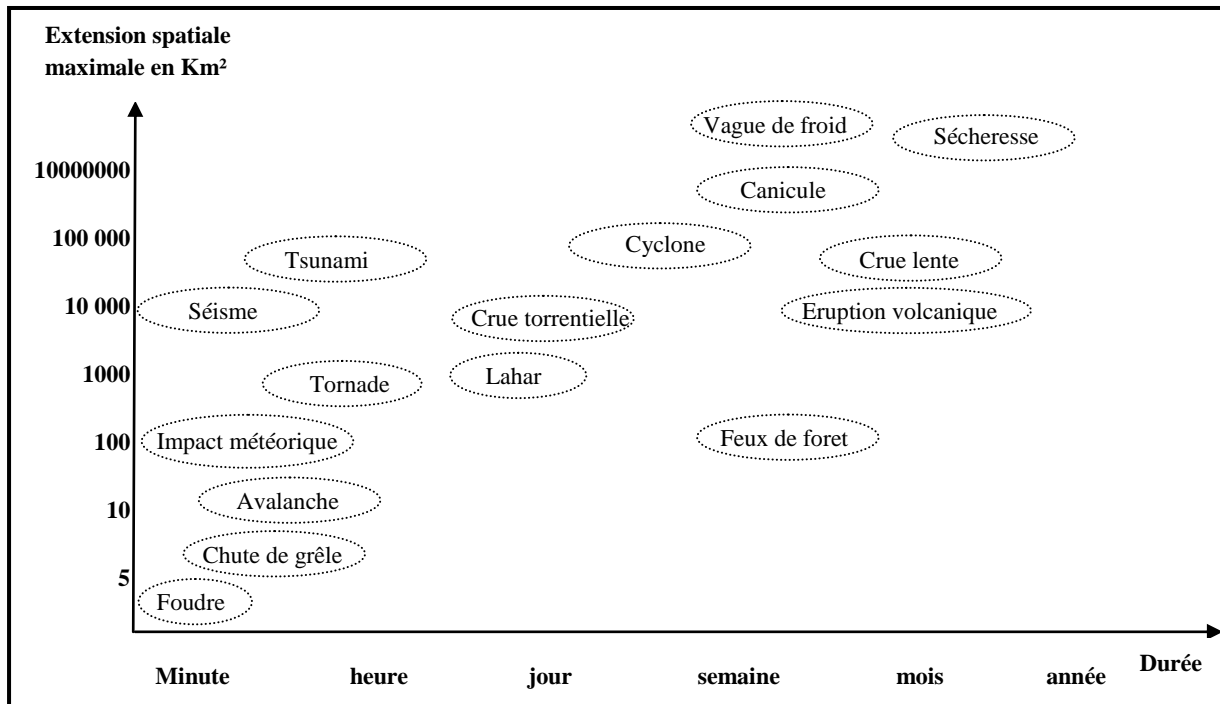 Extension spatiale
maximale en Km²
Vague de froid
Sécheresse
10000000
Canicule
100 000
Cyclone
Tsunami
Crue lente
10 000
Séisme
Crue torrentielle
Eruption volcanique
1000
Tornade
Lahar
100
Impact météorique
Feux de foret
Avalanche
10
Chute de grêle
5
Foudre
Minute heure jour semaine mois année Durée